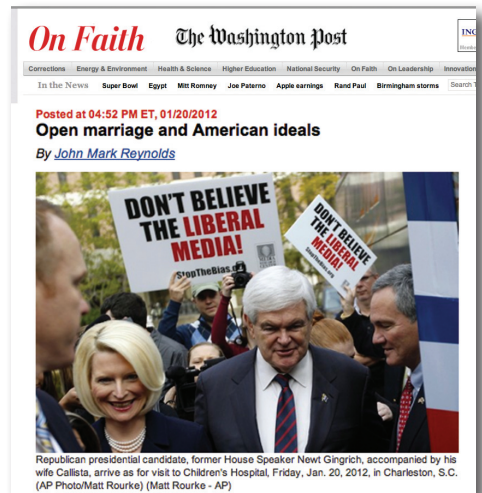 On Faith
The Washington Post
Corrections Energy & Environment Health & Science Higher Education National Security On Faith On Leadership Innovation
In the News Super Bowl Egypt Mitt Romney Joe Paterno Apple earnings Rand Paul Birmingham storms Search
Posted at 04:52 PM ET, 01/20/2012
Open marriage and American ideals
By John Mark Reynolds
DON'T BELIEVE
THE LIBERAL
MEDIA!
StopTheBias.org
DON'T BELIEVE
THE LIBERAL
MEDIA!
StopTheBias.org
Republican presidential candidate, former House Speaker Newt Gingrich, accompanied by his
wife Callista, arrive as for visit to Children's Hospital, Friday, Jan. 20, 2012, in Charleston, S.C.
(AP Photo/Matt Rourke) (Matt Rourke - AP)